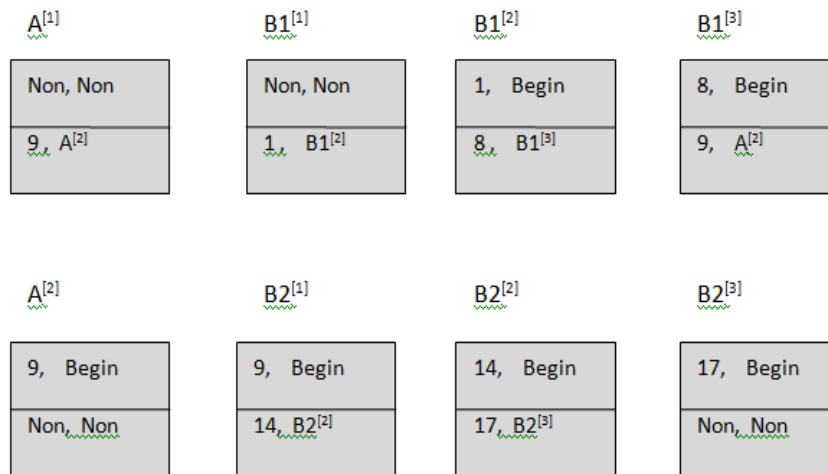 A[1] B1[1] B1[2] B1[3]
Non, Non Non, Non 1, Begin 8, Begin
9 , A[2] 1 , B1[2] 8 , B1[3] 9, A[2]
A[2] B2[1] B2[2] B2[3]
9, Begin 9, Begin 14, Begin 17, Begin
Non, Non 14, B2[2] 17, B2[3] Non, Non